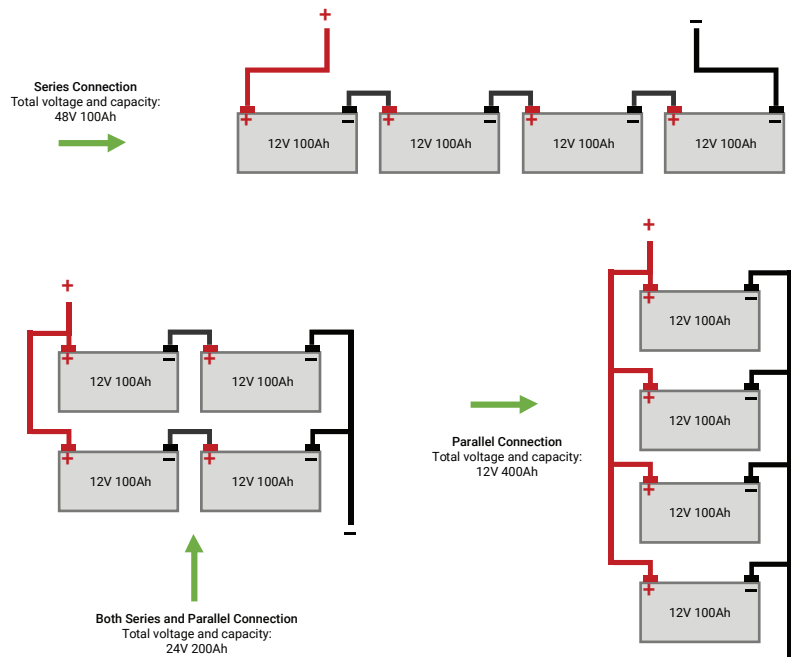 +
−
Series Connection
Total voltage and capacity:
48V 100Ah
+ −
+ −
+ −
+ −
12V 100Ah
12V 100Ah
12V 100Ah
12V 100Ah
+
+ −
+ −
12V 100Ah
12V 100Ah
+ −
+ −
12V 100Ah
12V 100Ah
−
Both Series and Parallel Connection
Total voltage and capacity:
24V 200Ah
Parallel Connection
Total voltage and capacity:
12V 400Ah
+
+ −
12V 100Ah
+ −
12V 100Ah
+ −
12V 100Ah
+ −
12V 100Ah